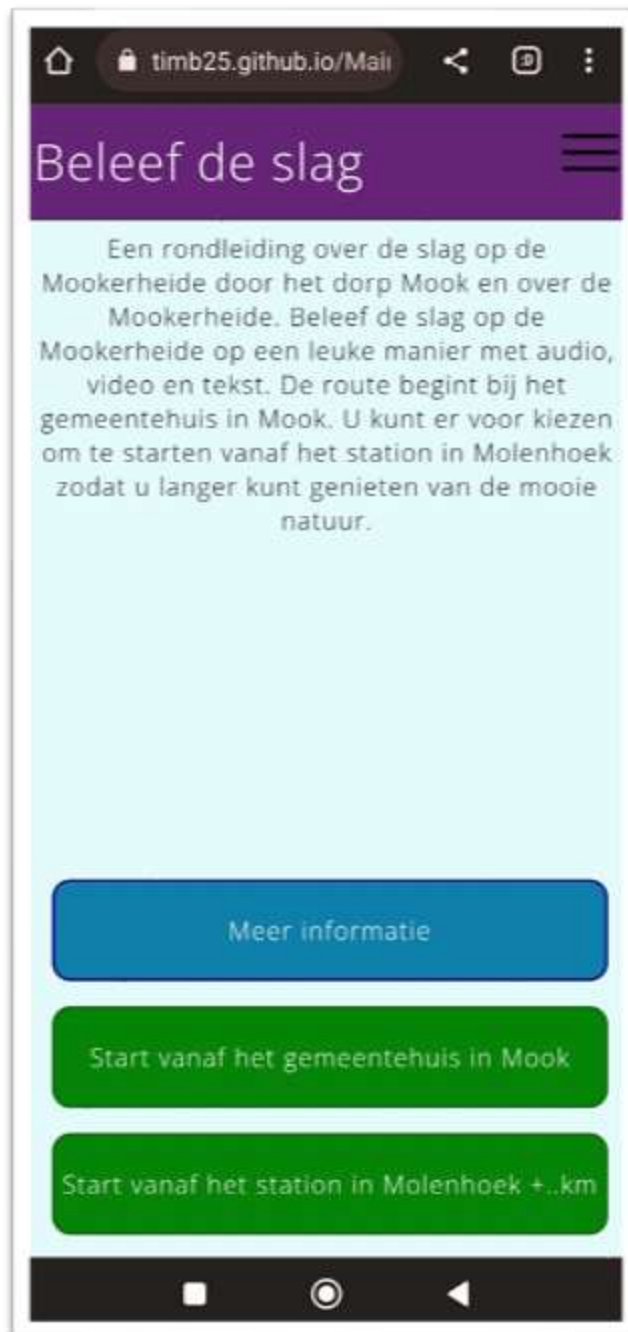 timb25.github.io/Mai
Beleef de slag
Een rondleiding over de slag op de
Mookerheide door het dorp Mook en over de
Mookerheide. Beleef de slag op de
Mookerheide op een leuke manier met audio,
video en tekst. De route begint bij het
gemeentehuis in Mook. U kunt er voor kiezen
om te starten vanaf het station in Molenhoek
zodat u langer kunt genieten van de mooie
natuur.
Meer informatie
Start vanaf het gemeentehuis in Mook
Start vanaf het station in Molenhoek +..km